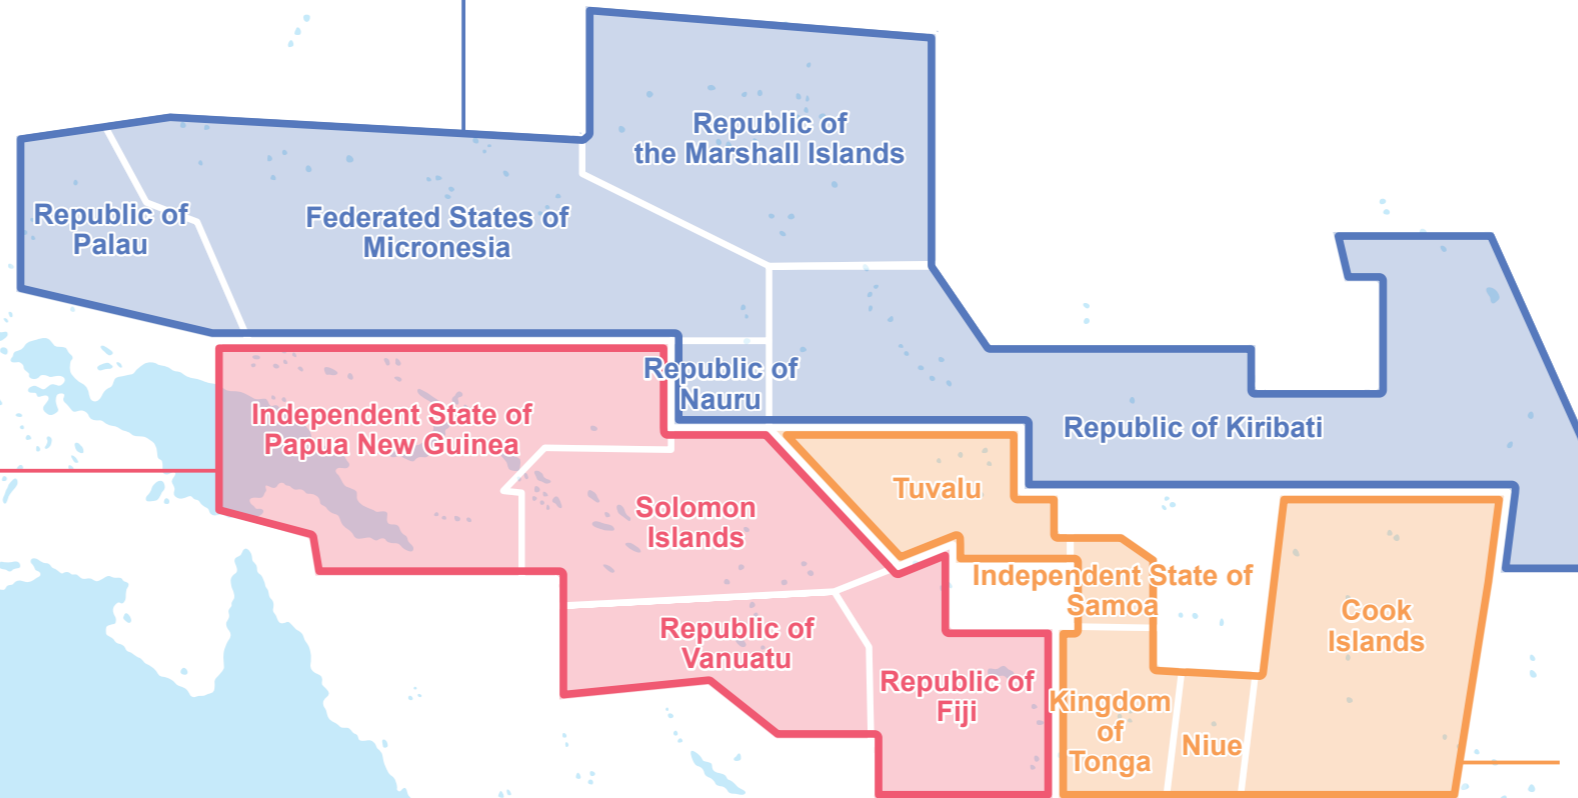 Republic of
the Marshall Islands
Republic of
Palau
Federated States of
Micronesia
Republic of
Nauru
Independent State of
Papua New Guinea
Republic of Kiribati
Tuvalu
Solomon
Islands
Independent State of
Samoa
Cook
Islands
Republic of
Vanuatu
Republic of
Fiji
Kingdom
of
Tonga
Niue